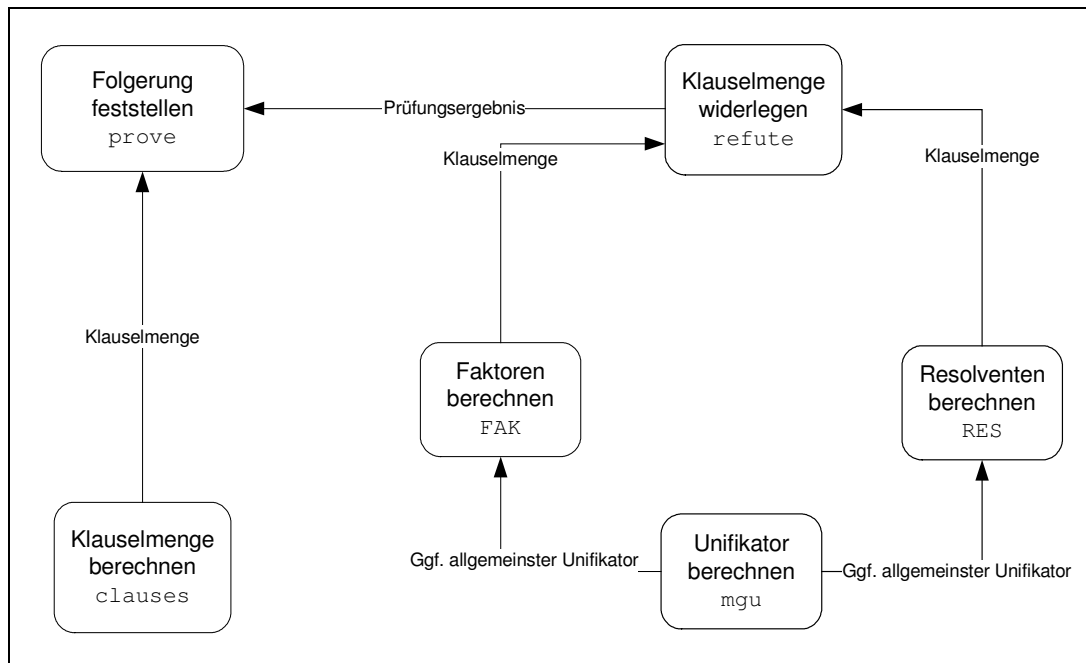 Folgerung
feststellen
prove
Prüfungsergebnis
Klauselmenge
widerlegen
refute
Klauselmenge
Klauselmenge
Klauselmenge
Faktoren
berechnen
FAK
Resolventen
berechnen
RES
Klauselmenge
berechnen
clauses
Ggf. allgemeinster Unifikator
Unifikator
berechnen
mgu
Ggf. allgemeinster Unifikator